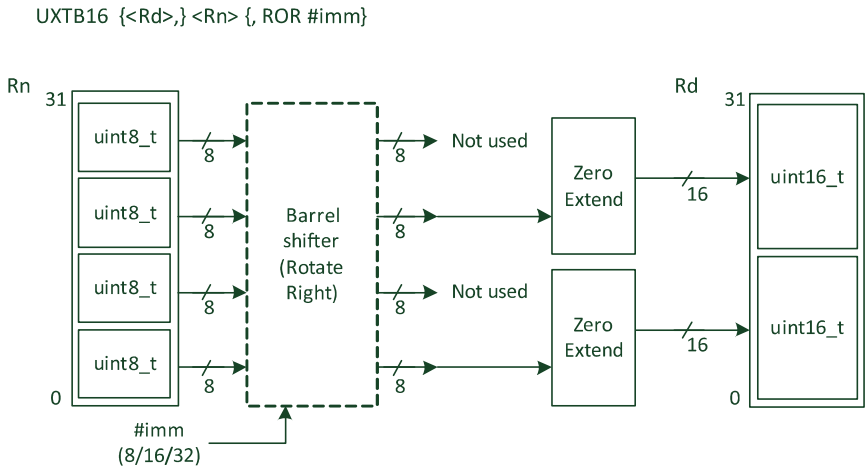 UXTB16 {<Rd>,} <Rn> {, ROR #imm}
Rn
31
uint8_t
uint8_t
uint8_t
uint8_t
0
8
8
8
8
Barrel
shifter
(Rotate
Right)
#imm
(8/16/32)
8
8
8
8
Not used
Not used
Zero
Extend
Zero
Extend
16
16
Rd
31
uint16_t
uint16_t
0